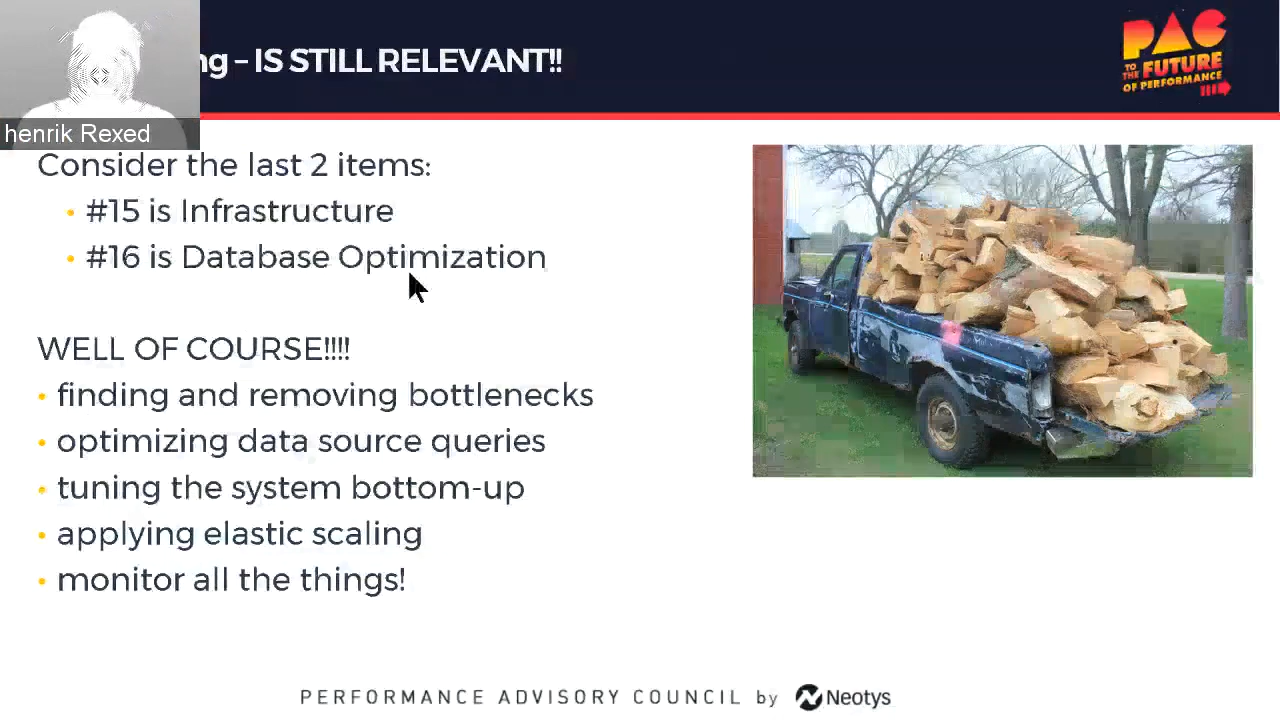 ng – IS STILL RELEVANT!!
PAC
TO THE FUTURE
OF PERFORMANCE
henrik Rexed
Consider the last 2 items:
• #15 is Infrastructure
• #16 is Database Optimization
WELL OF COURSE!!!!
• finding and removing bottlenecks
• optimizing data source queries
• tuning the system bottom-up
• applying elastic scaling
• monitor all the things!
PERFORMANCE ADVISORY COUNCIL by Neotys